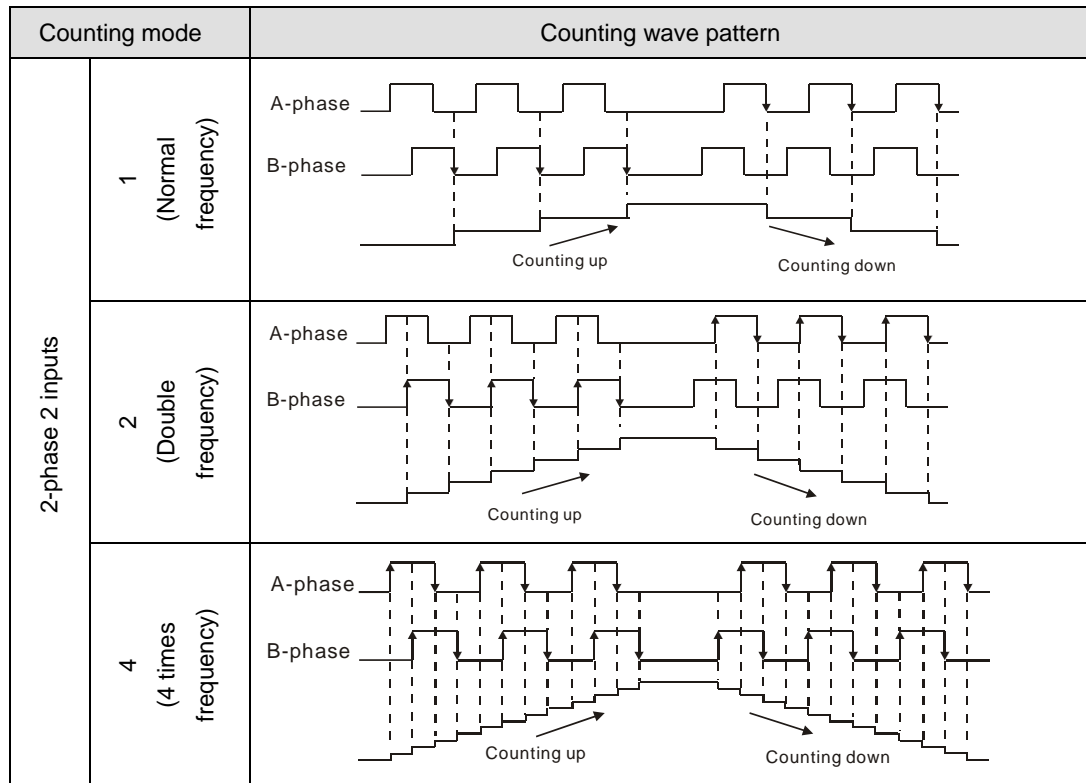 Counting mode
Counting wave pattern
2-phase 2 inputs
1
(Normal
frequency)
A-phase
B-phase
Counting up
Counting down
2
(Double
frequency)
A-phase
B-phase
Counting up
Counting down
4
(4 times
frequency)
A-phase
B-phase
Counting up
Counting down